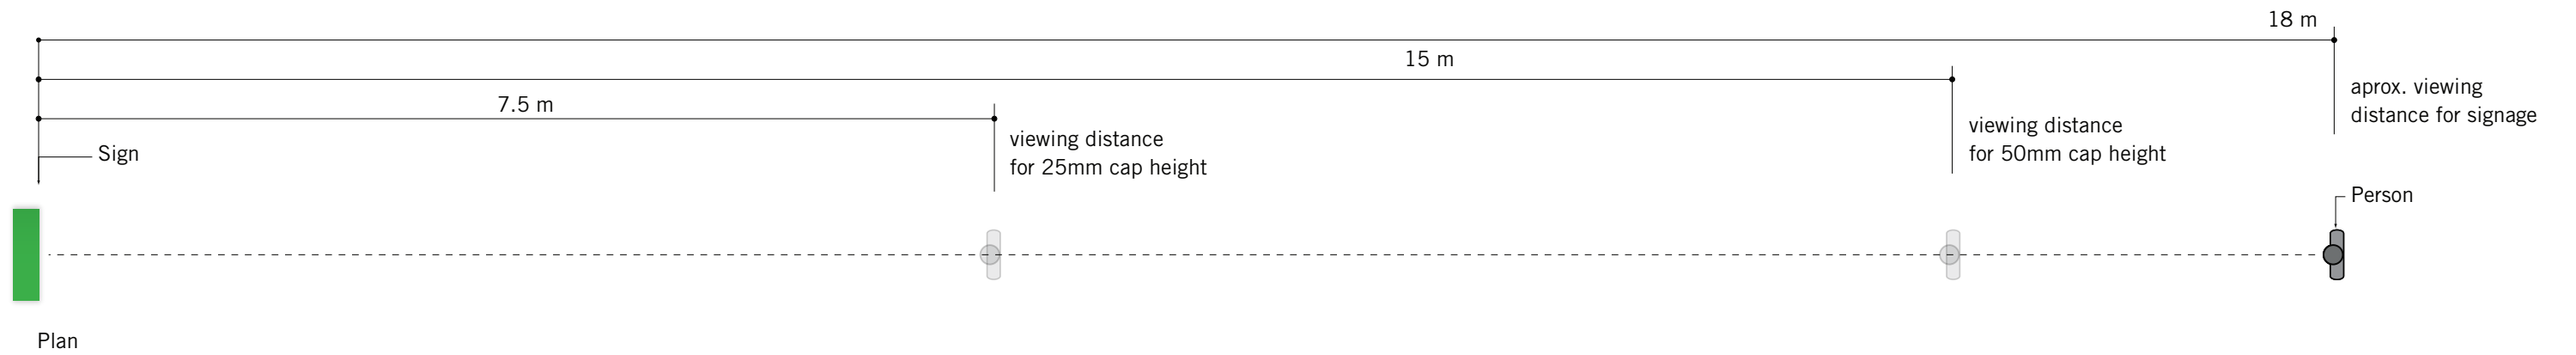 18 m
15 m
7.5 m
aprox. viewing
distance for signage
viewing distance
for 50mm cap height
viewing distance
for 25mm cap height
Sign
Person
Plan